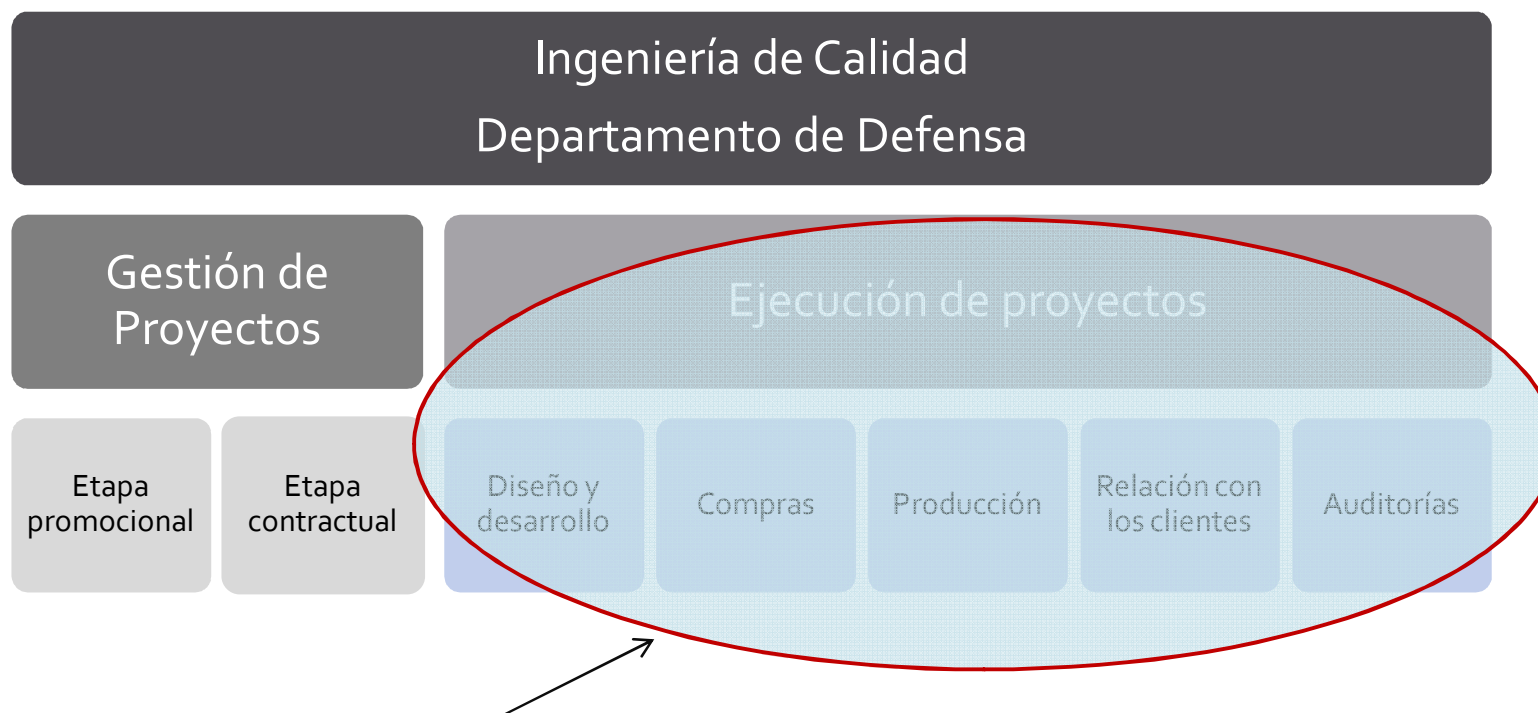 Ingeniería de Calidad
Departamento de Defensa
Gestión de
Proyectos
Ejecución de proyectos
Etapa
promocional
Etapa
contractual
Diseño y
desarrollo
Compras
Producción
Relación con
los clientes
Auditorías